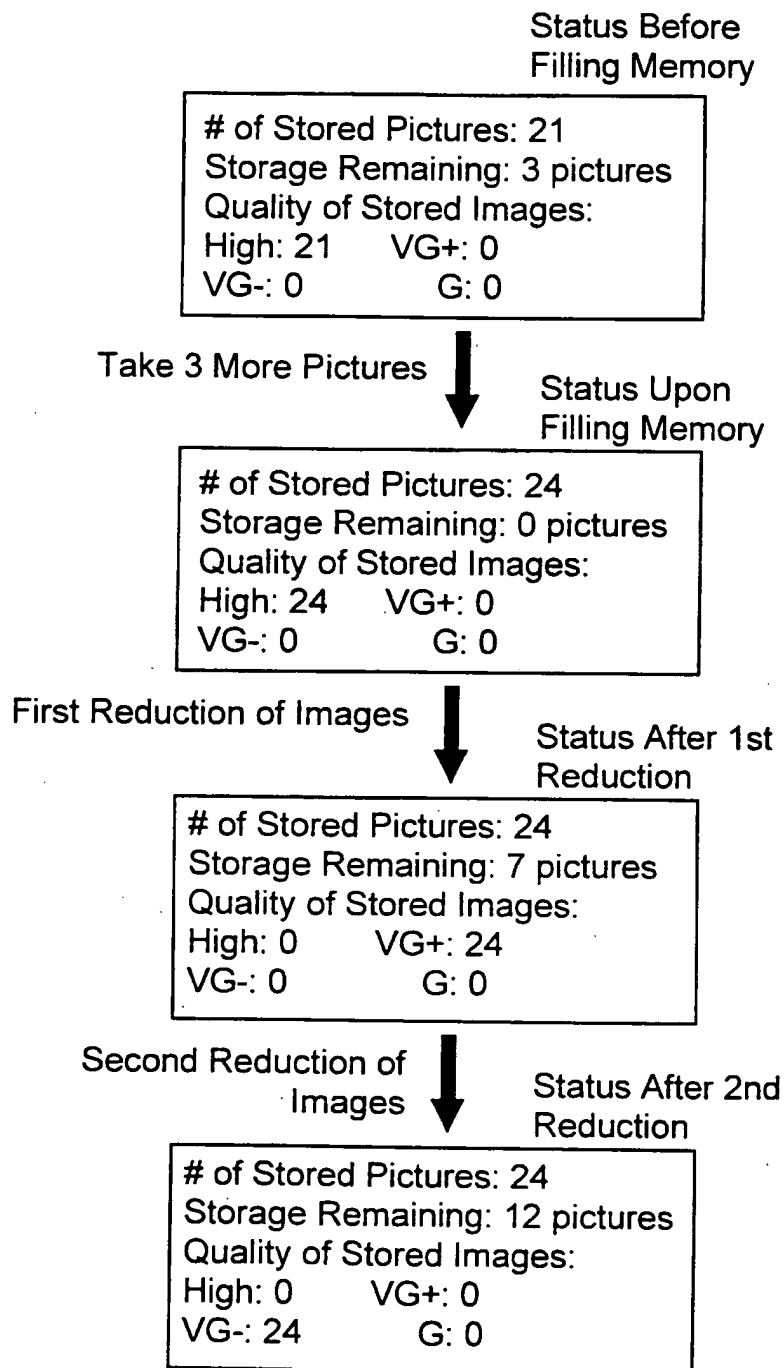 Status Before
Filling Memory
# of Stored Pictures: 21
Storage Remaining: 3 pictures
Quality of Stored Images:
High: 21 VG+: 0
VG-: 0 G: 0
Take 3 More Pictures
Status Upon
Filling Memory
# of Stored Pictures: 24
Storage Remaining: 0 pictures
Quality of Stored Images:
High: 24 VG+: 0
VG-: 0 G: 0
First Reduction of Images
Status After 1st
Reduction
# of Stored Pictures: 24
Storage Remaining: 7 pictures
Quality of Stored Images:
High: 0 VG+: 24
VG-: 0 G: 0
Second Reduction of
Images
Status After 2nd
Reduction
# of Stored Pictures: 24
Storage Remaining: 12 pictures
Quality of Stored Images:
High: 0 VG+: 0
VG-: 24 G: 0